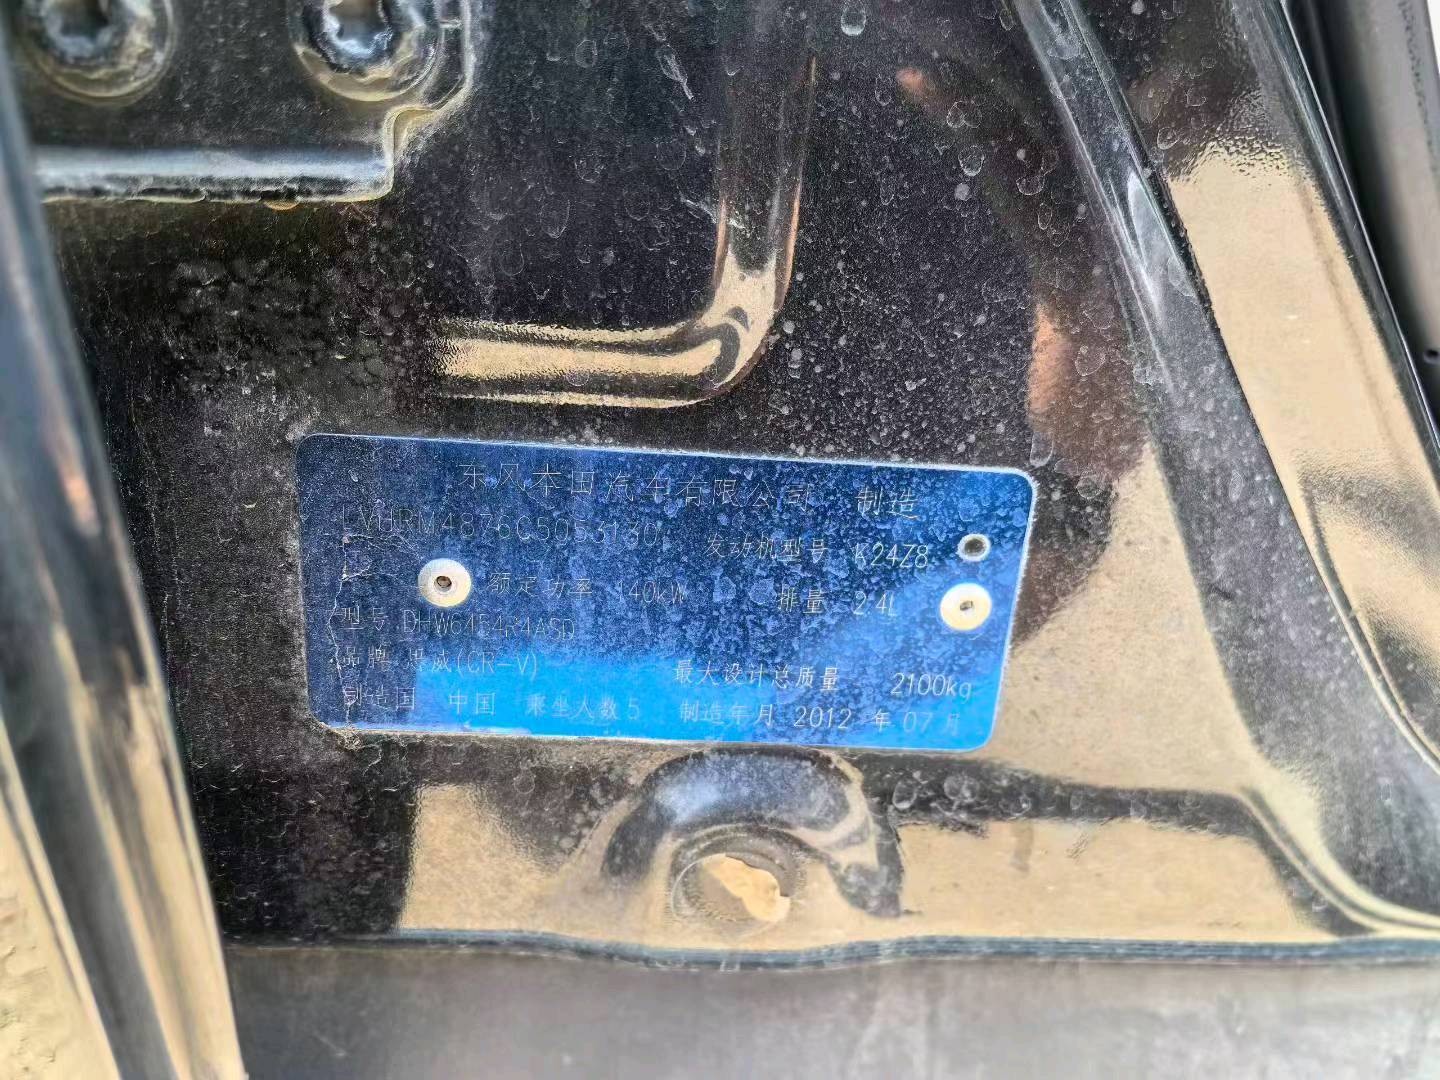 东风本田汽车有限公司 制造
LVHRM4876C5053130 发动机型号 K24Z8
额定功率 140kW 排量 2.4L
型号 DHW6454R4ASD
品牌 思威(CR-V) 最大设计总质量 2100kg
制造国 中国 乘坐人数 5 制造年月 2012 年 07 月